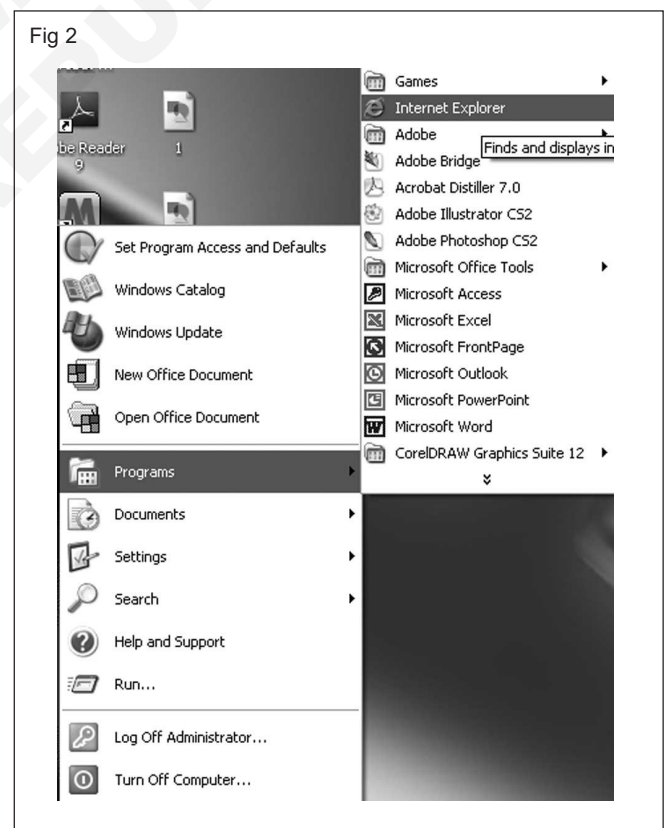 Fig 2
be Reader
9
1
Games
Internet Explorer
Adobe
Finds and displays in
Adobe Bridge
Acrobat Distiller 7.0
Adobe Illustrator CS2
Adobe Photoshop CS2
Microsoft Office Tools
Microsoft Access
Microsoft Excel
Microsoft FrontPage
Microsoft Outlook
Microsoft PowerPoint
Microsoft Word
CorelDRAW Graphics Suite 12
Set Program Access and Defaults
Windows Catalog
Windows Update
New Office Document
Open Office Document
Programs
Documents
Settings
Search
Help and Support
Run...
Log Off Administrator...
Turn Off Computer...